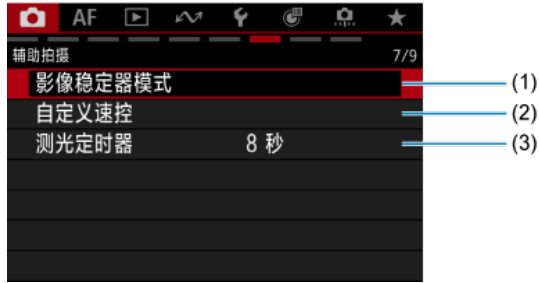 AF
辅助拍摄 7/9
影像稳定器模式 (1)
自定义速控 (2)
测光定时器 8 秒 (3)